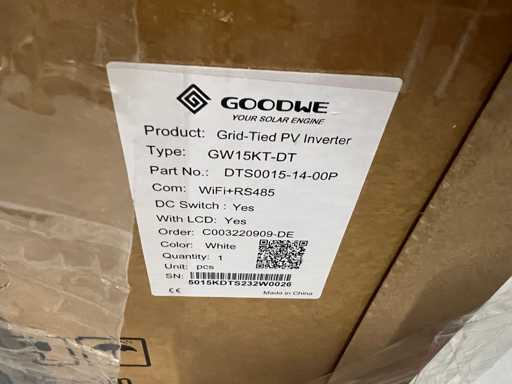 GOODWE
YOUR SOLAR ENGINE
Product: Grid-Tied PV Inverter
Type: GW15KT-DT
Part No.: DTS0015-14-00P
Com: WiFi+RS485
DC Switch : Yes
With LCD: Yes
Order: C003220909-DE
Color: White
Quantity: 1
Unit: pcs
SN:
5015KDTS232W0026
CE Made in China